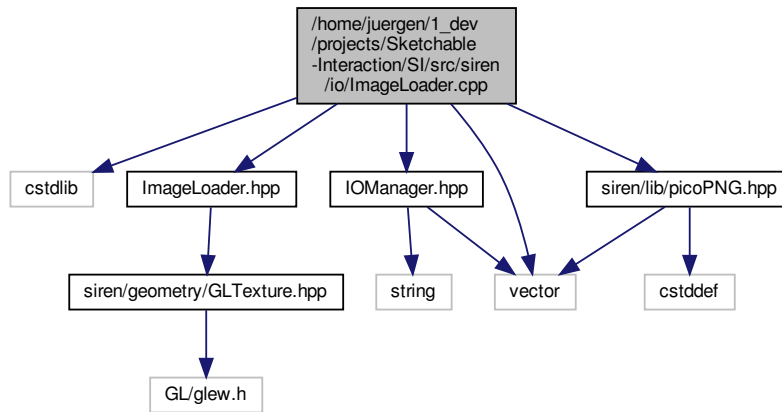 /home/juergen/1_dev
/projects/Sketchable
-Interaction/SI/src/siren
/io/ImageLoader.cpp
cstdlib
ImageLoader.hpp
IOManager.hpp
siren/lib/picoPNG.hpp
siren/geometry/GLTexture.hpp
string
vector
cstddef
GL/glew.h